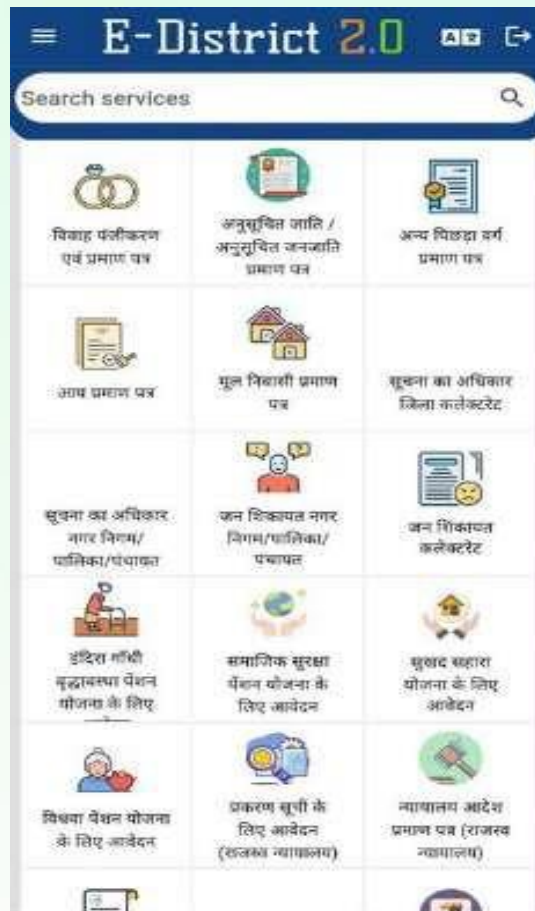 E-District 2.0
Search services
विवाह पंजीकरण
एवं प्रमाण पत्र
अनुसूचित जाति /
अनुसूचित जनजाति
प्रमाण पत्र
अन्य पिछड़ा वर्ग
प्रमाण पत्र
आय प्रमाण पत्र
मूल निवासी प्रमाण
पत्र
सूचना का अधिकार
जिला कलेक्टरेट
सूचना का अधिकार
नगर निगम/
पालिका/पंचायत
जन शिकायत नगर
निगम/पालिका/
पंचायत
जन शिकायत
कलेक्टरेट
इंदिरा गाँधी
वृद्धावस्था पेंशन
योजना के लिए
समाजिक सुरक्षा
पेंशन योजना के
लिए आवेदन
सुखद सहारा
योजना के लिए
आवेदन
विधवा पेंशन योजना
के लिए आवेदन
प्रकरण सूची के
लिए आवेदन
(राजस्व न्यायालय)
न्यायालय आदेश
प्रमाण पत्र (राजस्व
न्यायालय)